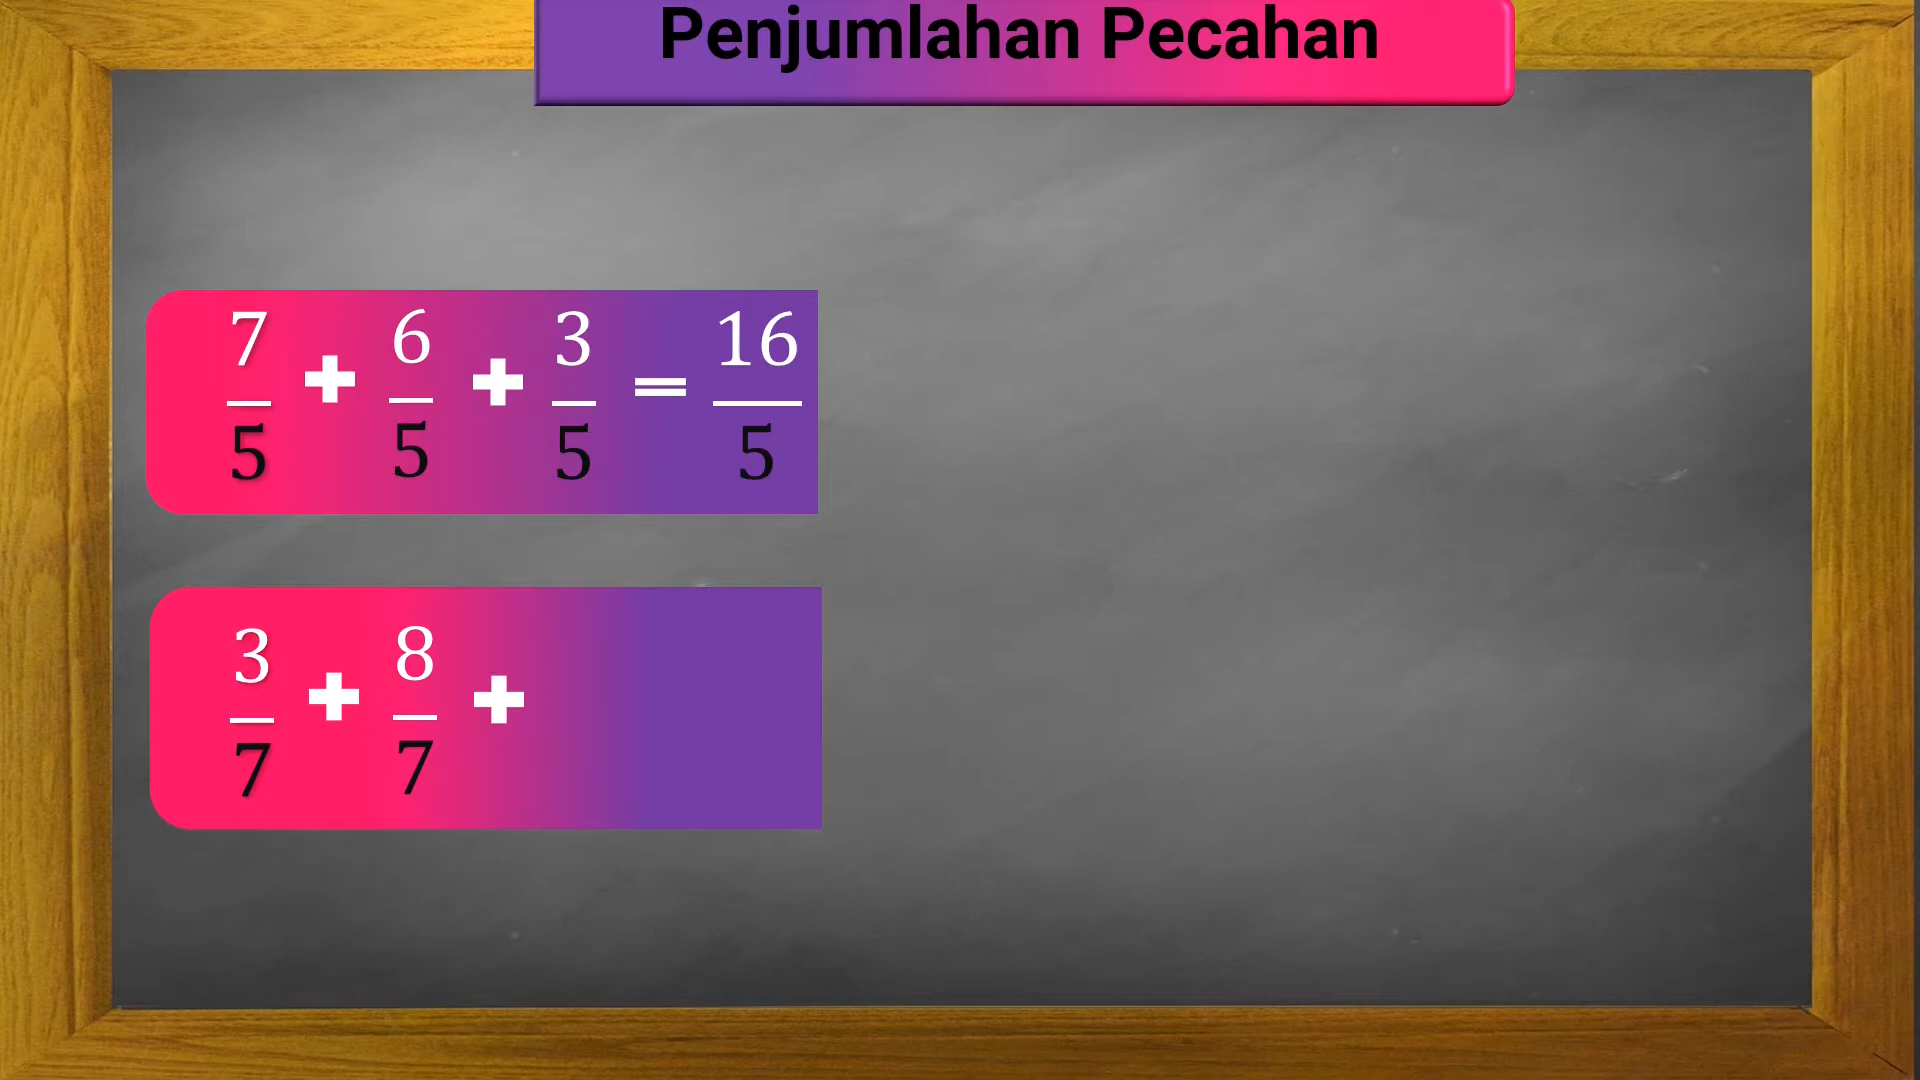 Penjumlahan Pecahan
7/5 + 6/5 + 3/5 = 16/5
3/7 + 8/7 +